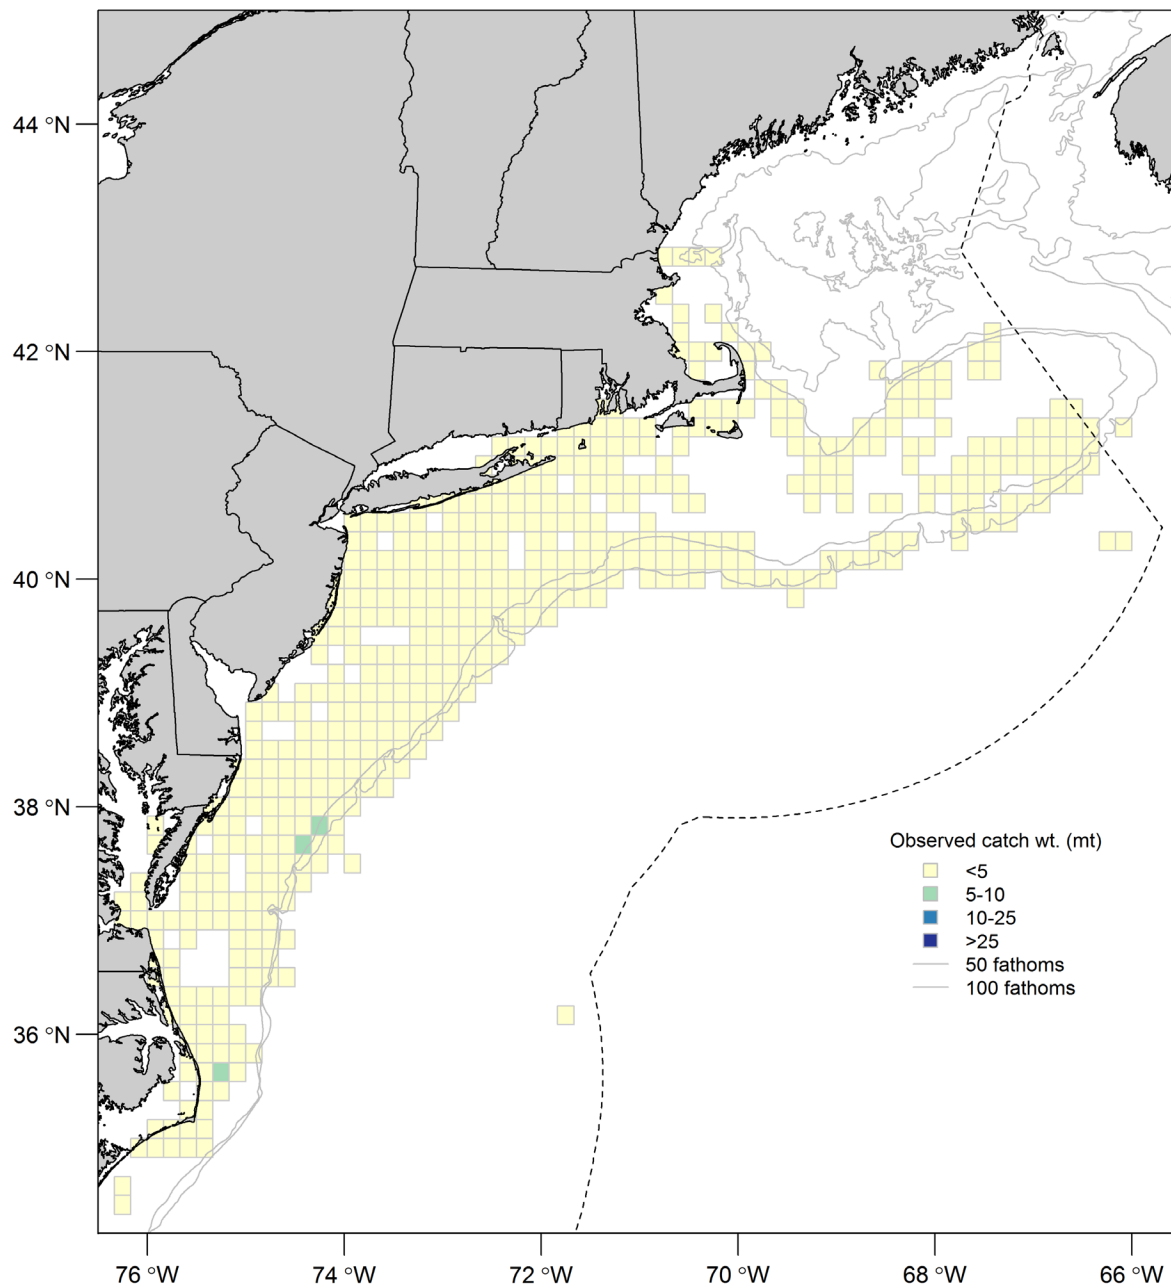 44 °N
42 °N
40 °N
38 °N
36 °N
Observed catch wt. (mt)
<5
5-10
10-25
>25
50 fathoms
100 fathoms
76 °W
74 °W
72 °W
70 °W
68 °W
66 °W